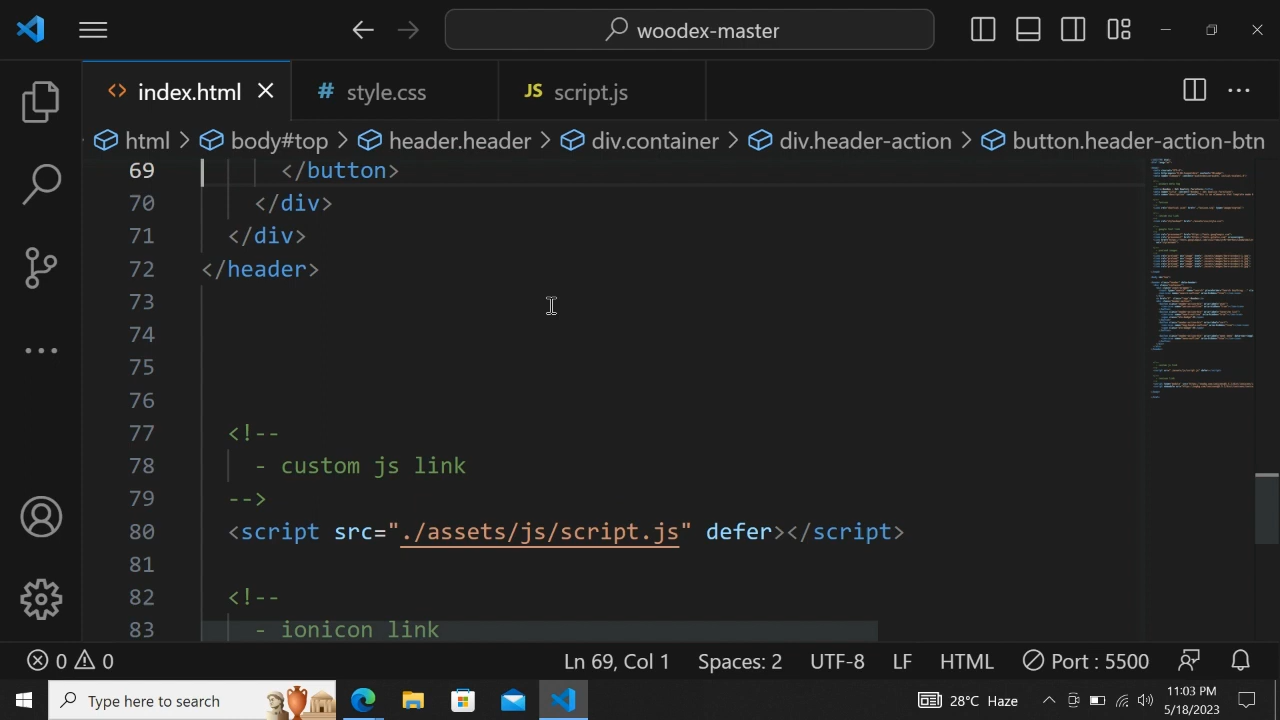 woodex-master
index.html
# style.css
JS script.js
html > body#top > header.header > div.container > div.header-action > button.header-action-btn
69 </button>
70 </div>
71 </div>
72 </header>
73
74
75
76
77 <!--
78 - custom js link
79 -->
80 <script src="./assets/js/script.js" defer></script>
81
82 <!--
83 - ionicon link
0 0 Ln 69, Col 1 Spaces: 2 UTF-8 LF HTML Port : 5500
Type here to search 28°C Haze 11:03 PM
5/18/2023